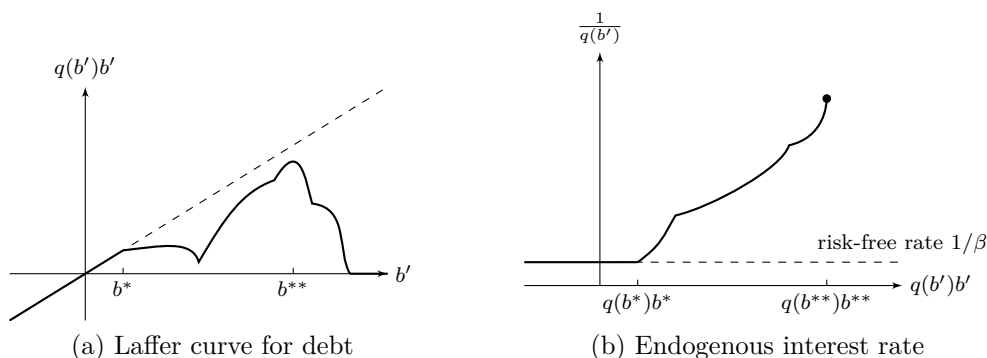 q(b′)b′
b*
b**
b′
(a) Laffer curve for debt
1/q(b′)
risk-free rate 1/β
q(b*)b*
q(b**)b**
q(b′)b′
(b) Endogenous interest rate